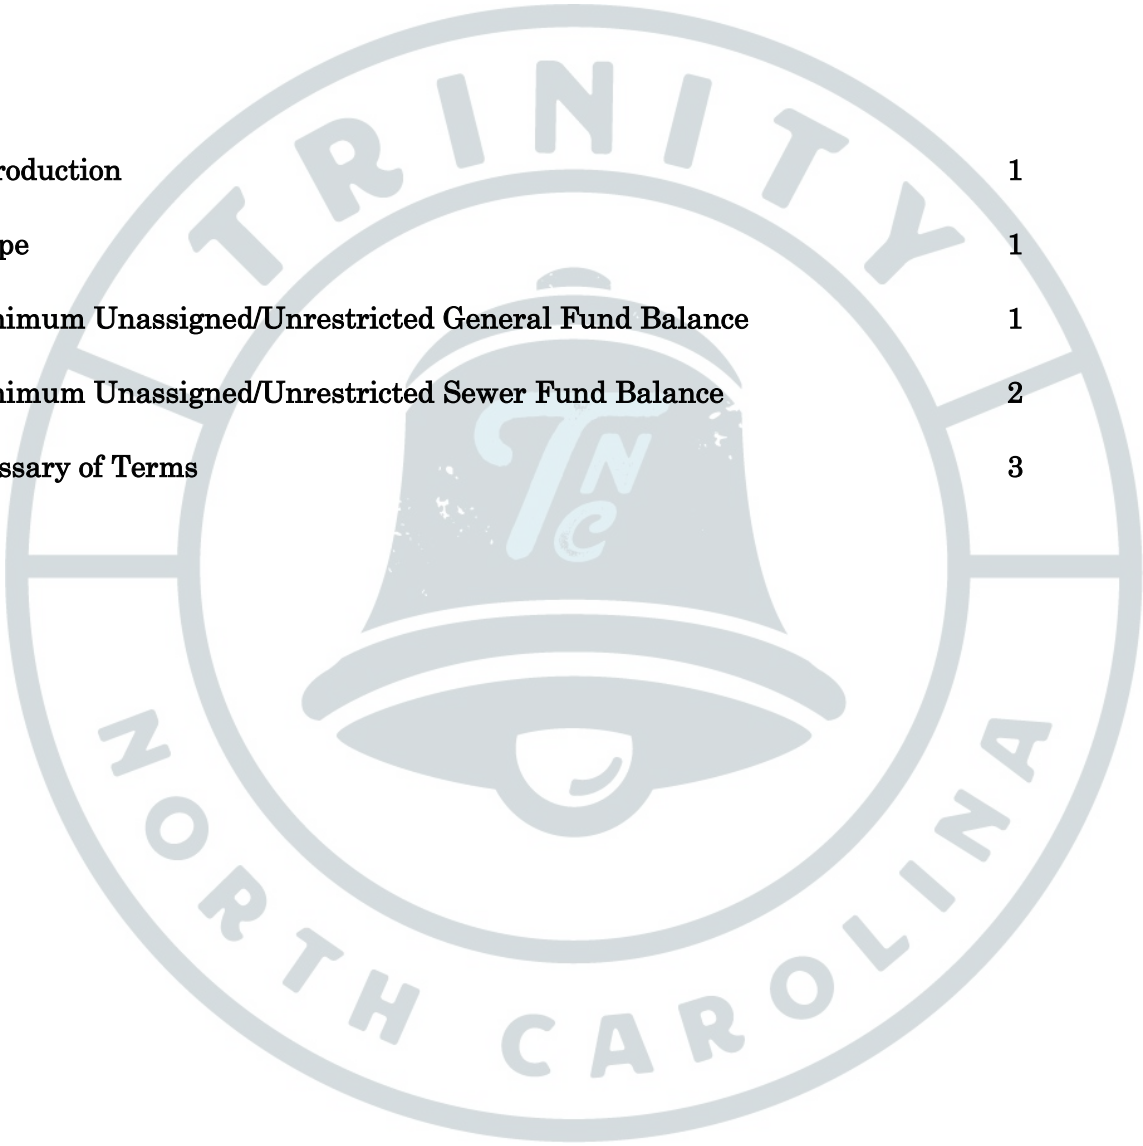 TRINITY
roduction 1
pe 1
nimum Unassigned/Unrestricted General Fund Balance 1
nimum Unassigned/Unrestricted Sewer Fund Balance 2
ssary of Terms 3
TNC
NORTH CAROLINA